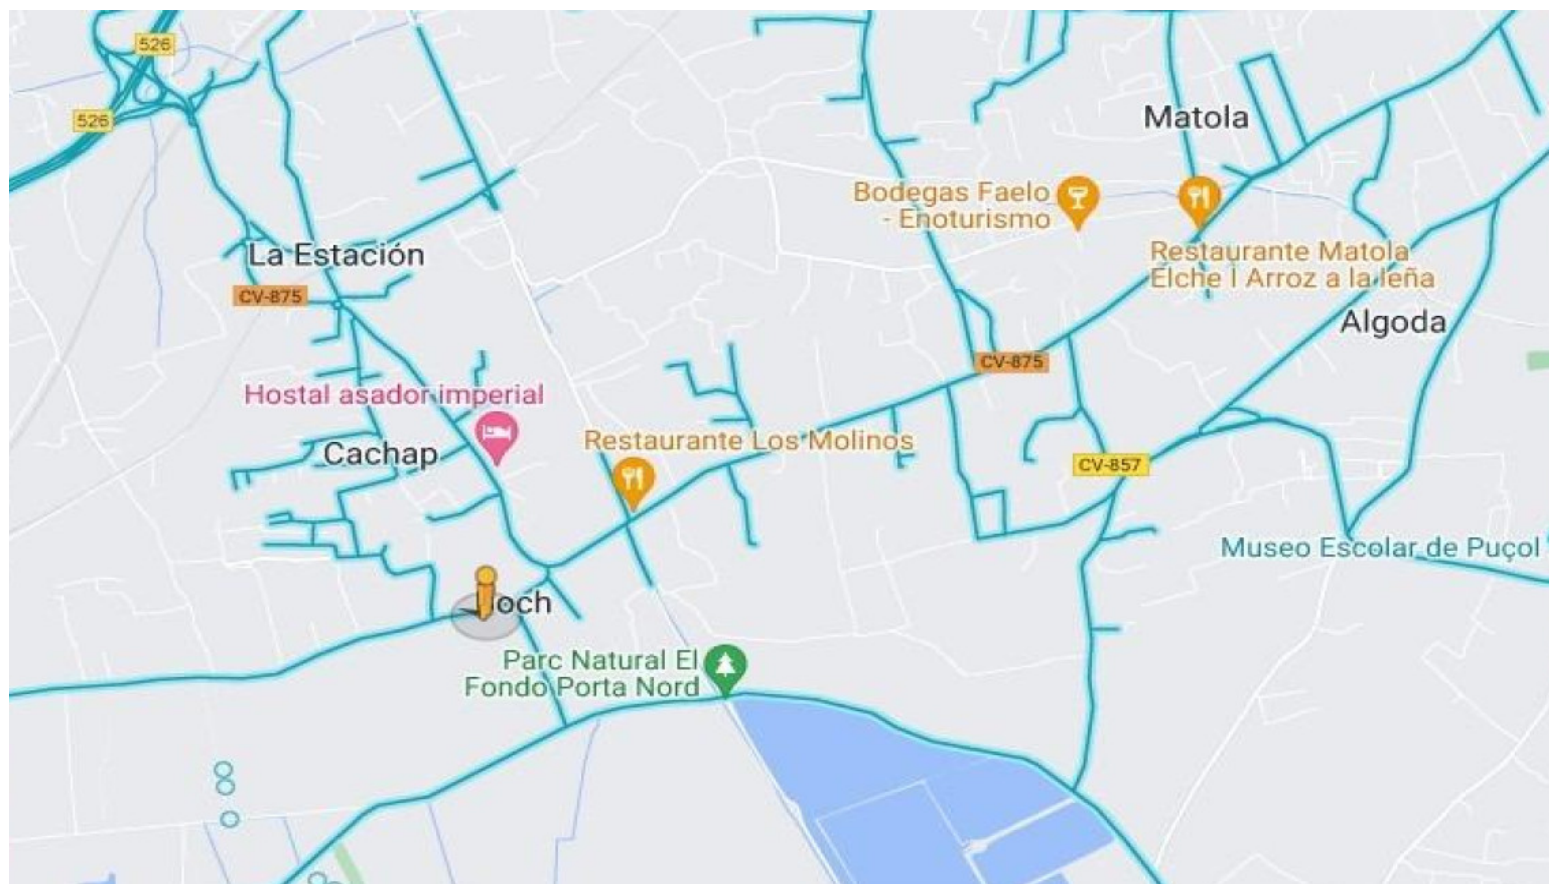 526
526
Matola
Bodegas Faelo
- Enoturismo
Restaurante Matola
Elche | Arroz a la leña
La Estación
CV-875
Algoda
CV-875
Hostal asador imperial
Restaurante Los Molinos
Cachap
CV-857
Museo Escolar de Puçol
och
Parc Natural El
Fondo Porta Nord